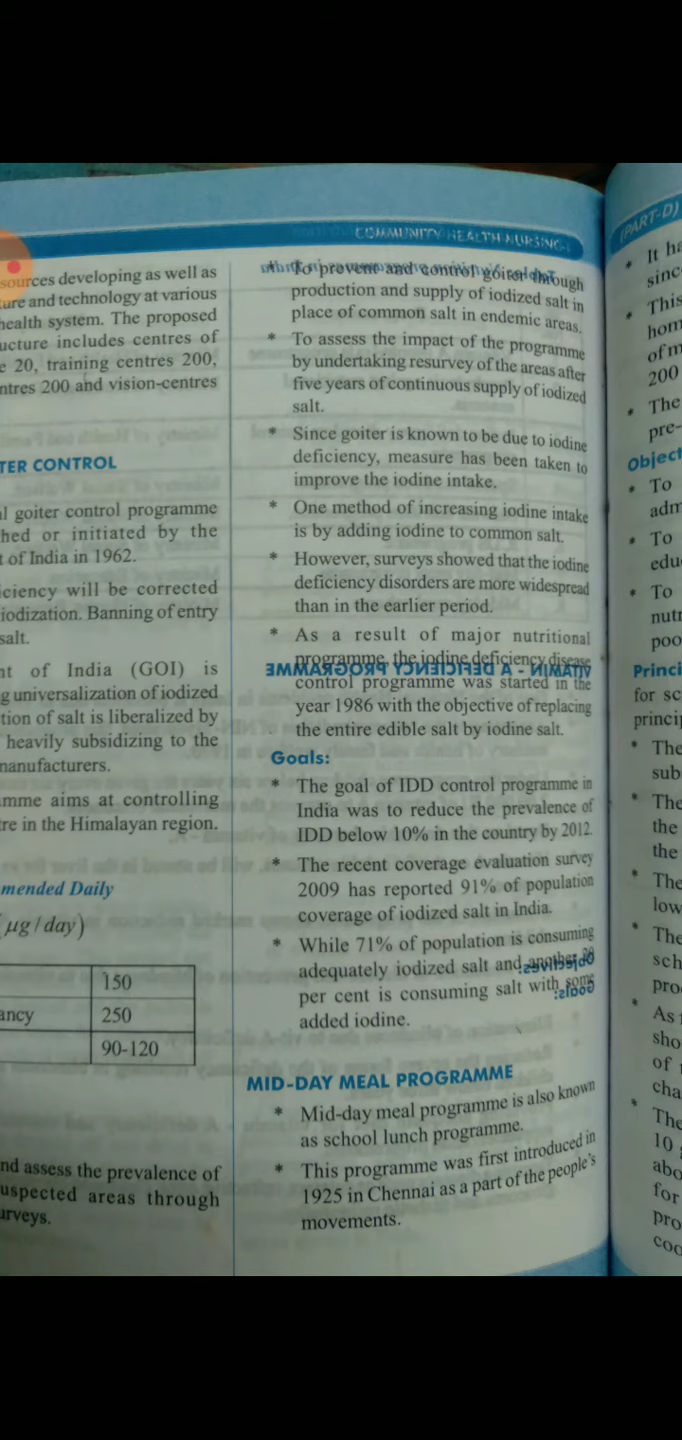 COMMUNITY HEALTH NURSING-I
sources developing as well as
ture and technology at various
health system. The proposed
ucture includes centres of
e 20, training centres 200,
ntres 200 and vision-centres
TER CONTROL
al goiter control programme
hed or initiated by the
t of India in 1962.
iciency will be corrected
iodization. Banning of entry
salt.
nt of India (GOI) is
g universalization of iodized
tion of salt is liberalized by
heavily subsidizing to the
manufacturers.
amme aims at controlling
tre in the Himalayan region.
mended Daily
(µg/day)
150
ancy 250
90-120
nd assess the prevalence of
uspected areas through
urveys.
* To prevent and control goiter through
production and supply of iodized salt in
place of common salt in endemic areas.
* To assess the impact of the programme
by undertaking resurvey of the areas after
five years of continuous supply of iodized
salt.
* Since goiter is known to be due to iodine
deficiency, measure has been taken to
improve the iodine intake.
* One method of increasing iodine intake
is by adding iodine to common salt.
* However, surveys showed that the iodine
deficiency disorders are more widespread
than in the earlier period.
* As a result of major nutritional
programme, the iodine deficiency disease
control programme was started in the
year 1986 with the objective of replacing
the entire edible salt by iodine salt.
Goals:
* The goal of IDD control programme in
India was to reduce the prevalence of
IDD below 10% in the country by 2012.
* The recent coverage evaluation survey
2009 has reported 91% of population
coverage of iodized salt in India.
* While 71% of population is consuming
adequately iodized salt and another 20
per cent is consuming salt with some
added iodine.
MID-DAY MEAL PROGRAMME
* Mid-day meal programme is also known
as school lunch programme.
* This programme was first introduced in
1925 in Chennai as a part of the people's
movements.
(PART-D)
* It ha
sinc
* This
hom
of m
200
* The
pre-
Object
* To
adm
* To
edu
* To
nutr
poo
Princi
for sc
princip
* The
sub
* The
the
the
* The
low
* The
sch
pro
* As
sho
of
cha
* The
10
abo
for
pro
coo